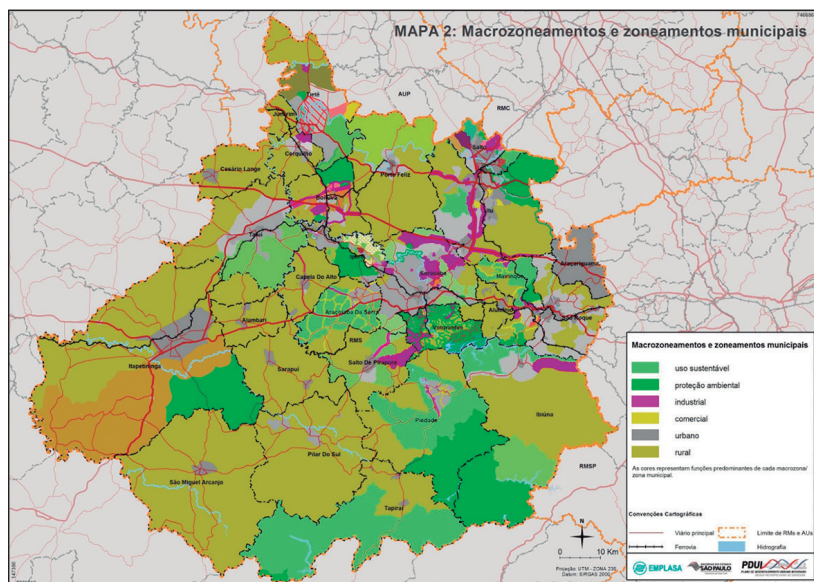 746686
MAPA 2: Macrozoneamentos e zoneamentos municipais
AUP
RMC
Tietê
Jumirim
Salto
Cerquilho
Cesário Lange
Porto Feliz
Itu
Boituva
Tatuí
Iperó
Araçariguama
Sorocaba
Mairinque
Capela Do Alto
Alumínio
São Roque
Araçoiaba Da Serra
Votorantim
Alambari
RMS
Salto De Pirapora
Itapetininga
Sarapuí
Ibiúna
Piedade
Pilar Do Sul
São Miguel Arcanjo
RMSP
Tapiraí
Macrozoneamentos e zoneamentos municipais
uso sustentável
proteção ambiental
industrial
comercial
urbano
rural
As cores representam funções predominantes de cada macrozona/
zona municipal.
Convenções Cartográficas
Viário principal
Limite de RMs e AUs
Ferrovia
Hidrografia
N
0 10 Km
Projeção: UTM - ZONA 23S
Datum: SIRGAS 2000
EMPLASA
SÃO PAULO
PDUI